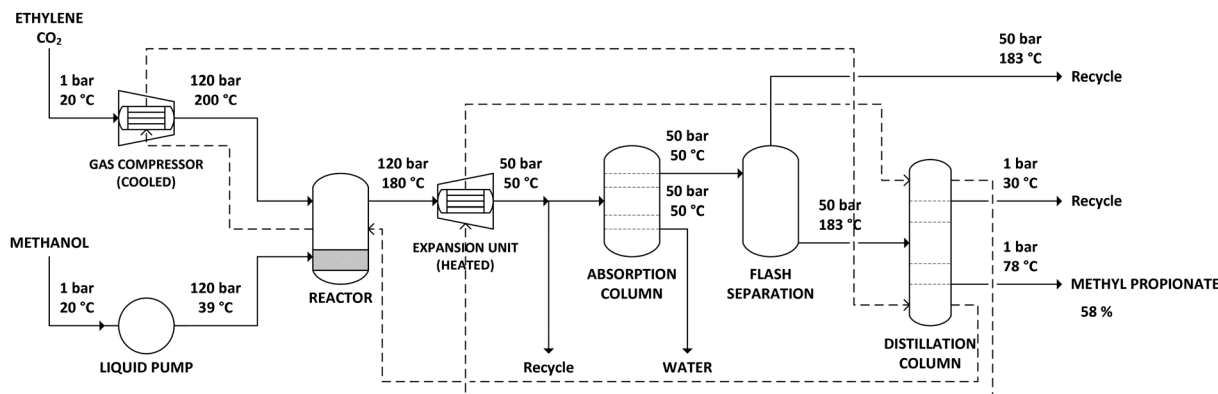 ETHYLENE
CO₂
1 bar
20 °C
120 bar
200 °C
GAS COMPRESSOR
(COOLED)
METHANOL
1 bar
20 °C
120 bar
39 °C
LIQUID PUMP
REACTOR
120 bar
180 °C
EXPANSION UNIT
(HEATED)
50 bar
50 °C
Recycle
ABSORPTION
COLUMN
50 bar
50 °C
50 bar
50 °C
WATER
FLASH
SEPARATION
50 bar
183 °C
Recycle
50 bar
183 °C
DISTILLATION
COLUMN
1 bar
30 °C
Recycle
1 bar
78 °C
METHYL PROPIONATE
58 %